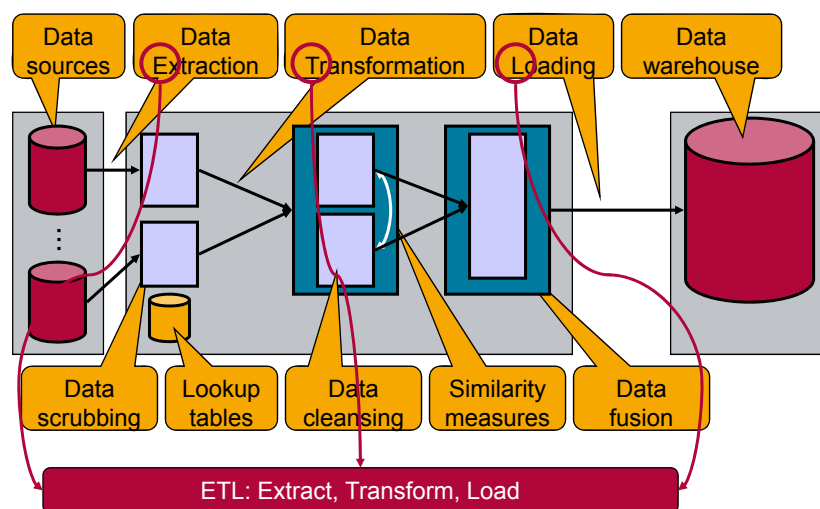 Data
sources
Data
Extraction
Data
Transformation
Data
Loading
Data
warehouse
...
Data
scrubbing
Lookup
tables
Data
cleansing
Similarity
measures
Data
fusion
ETL: Extract, Transform, Load